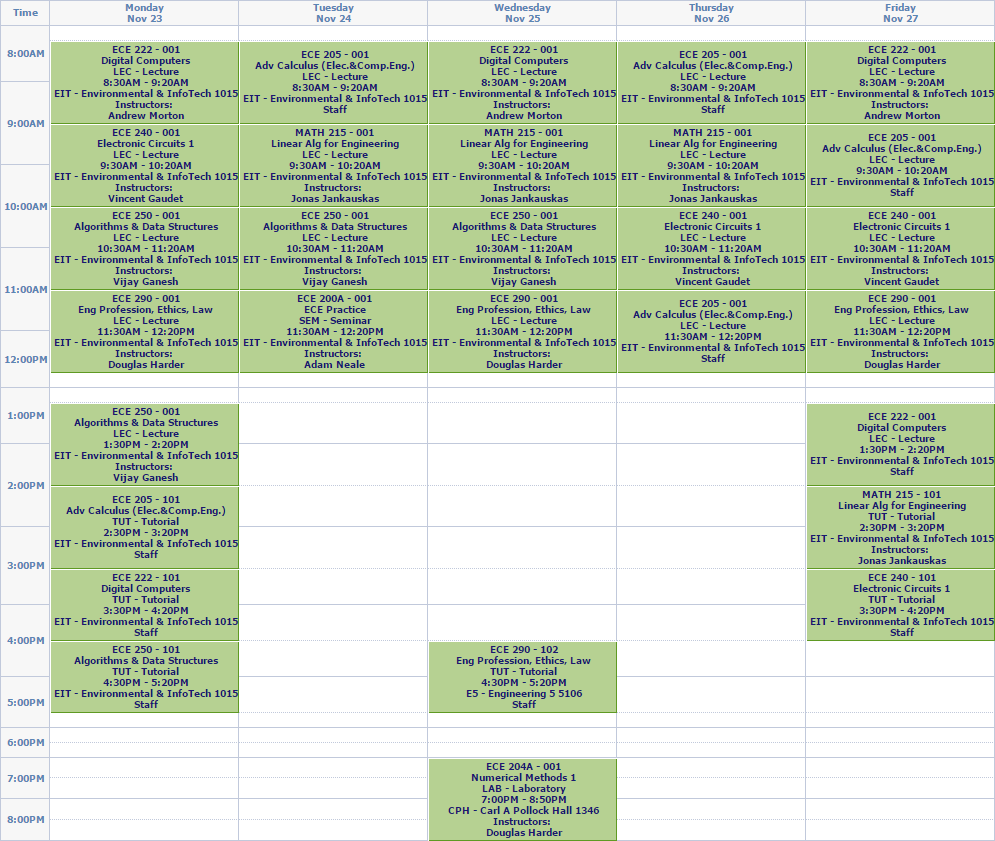 Time
Monday
Nov 23
Tuesday
Nov 24
Wednesday
Nov 25
Thursday
Nov 26
Friday
Nov 27
8:00AM
ECE 222 - 001
Digital Computers
LEC - Lecture
8:30AM - 9:20AM
EIT - Environmental & InfoTech 1015
Instructors:
Andrew Morton
ECE 205 - 001
Adv Calculus (Elec.&Comp.Eng.)
LEC - Lecture
8:30AM - 9:20AM
EIT - Environmental & InfoTech 1015
Staff
ECE 222 - 001
Digital Computers
LEC - Lecture
8:30AM - 9:20AM
EIT - Environmental & InfoTech 1015
Instructors:
Andrew Morton
ECE 205 - 001
Adv Calculus (Elec.&Comp.Eng.)
LEC - Lecture
8:30AM - 9:20AM
EIT - Environmental & InfoTech 1015
Staff
ECE 222 - 001
Digital Computers
LEC - Lecture
8:30AM - 9:20AM
EIT - Environmental & InfoTech 1015
Instructors:
Andrew Morton
9:00AM
ECE 240 - 001
Electronic Circuits 1
LEC - Lecture
9:30AM - 10:20AM
EIT - Environmental & InfoTech 1015
Instructors:
Vincent Gaudet
MATH 215 - 001
Linear Alg for Engineering
LEC - Lecture
9:30AM - 10:20AM
EIT - Environmental & InfoTech 1015
Instructors:
Jonas Jankauskas
MATH 215 - 001
Linear Alg for Engineering
LEC - Lecture
9:30AM - 10:20AM
EIT - Environmental & InfoTech 1015
Instructors:
Jonas Jankauskas
MATH 215 - 001
Linear Alg for Engineering
LEC - Lecture
9:30AM - 10:20AM
EIT - Environmental & InfoTech 1015
Instructors:
Jonas Jankauskas
ECE 205 - 001
Adv Calculus (Elec.&Comp.Eng.)
LEC - Lecture
9:30AM - 10:20AM
EIT - Environmental & InfoTech 1015
Staff
10:00AM
ECE 250 - 001
Algorithms & Data Structures
LEC - Lecture
10:30AM - 11:20AM
EIT - Environmental & InfoTech 1015
Instructors:
Vijay Ganesh
ECE 250 - 001
Algorithms & Data Structures
LEC - Lecture
10:30AM - 11:20AM
EIT - Environmental & InfoTech 1015
Instructors:
Vijay Ganesh
ECE 250 - 001
Algorithms & Data Structures
LEC - Lecture
10:30AM - 11:20AM
EIT - Environmental & InfoTech 1015
Instructors:
Vijay Ganesh
ECE 240 - 001
Electronic Circuits 1
LEC - Lecture
10:30AM - 11:20AM
EIT - Environmental & InfoTech 1015
Instructors:
Vincent Gaudet
ECE 240 - 001
Electronic Circuits 1
LEC - Lecture
10:30AM - 11:20AM
EIT - Environmental & InfoTech 1015
Instructors:
Vincent Gaudet
11:00AM
ECE 290 - 001
Eng Profession, Ethics, Law
LEC - Lecture
11:30AM - 12:20PM
EIT - Environmental & InfoTech 1015
Instructors:
Douglas Harder
ECE 200A - 001
ECE Practice
SEM - Seminar
11:30AM - 12:20PM
EIT - Environmental & InfoTech 1015
Instructors:
Adam Neale
ECE 290 - 001
Eng Profession, Ethics, Law
LEC - Lecture
11:30AM - 12:20PM
EIT - Environmental & InfoTech 1015
Instructors:
Douglas Harder
ECE 205 - 001
Adv Calculus (Elec.&Comp.Eng.)
LEC - Lecture
11:30AM - 12:20PM
EIT - Environmental & InfoTech 1015
Staff
ECE 290 - 001
Eng Profession, Ethics, Law
LEC - Lecture
11:30AM - 12:20PM
EIT - Environmental & InfoTech 1015
Instructors:
Douglas Harder
12:00PM
1:00PM
ECE 250 - 001
Algorithms & Data Structures
LEC - Lecture
1:30PM - 2:20PM
EIT - Environmental & InfoTech 1015
Instructors:
Vijay Ganesh
ECE 222 - 001
Digital Computers
LEC - Lecture
1:30PM - 2:20PM
EIT - Environmental & InfoTech 1015
Staff
2:00PM
ECE 205 - 101
Adv Calculus (Elec.&Comp.Eng.)
TUT - Tutorial
2:30PM - 3:20PM
EIT - Environmental & InfoTech 1015
Staff
MATH 215 - 101
Linear Alg for Engineering
TUT - Tutorial
2:30PM - 3:20PM
EIT - Environmental & InfoTech 1015
Instructors:
Jonas Jankauskas
3:00PM
ECE 222 - 101
Digital Computers
TUT - Tutorial
3:30PM - 4:20PM
EIT - Environmental & InfoTech 1015
Staff
ECE 240 - 101
Electronic Circuits 1
TUT - Tutorial
3:30PM - 4:20PM
EIT - Environmental & InfoTech 1015
Staff
4:00PM
ECE 250 - 101
Algorithms & Data Structures
TUT - Tutorial
4:30PM - 5:20PM
EIT - Environmental & InfoTech 1015
Staff
ECE 290 - 102
Eng Profession, Ethics, Law
TUT - Tutorial
4:30PM - 5:20PM
E5 - Engineering 5 5106
Staff
5:00PM
6:00PM
7:00PM
ECE 204A - 001
Numerical Methods 1
LAB - Laboratory
7:00PM - 8:50PM
CPH - Carl A Pollock Hall 1346
Instructors:
Douglas Harder
8:00PM